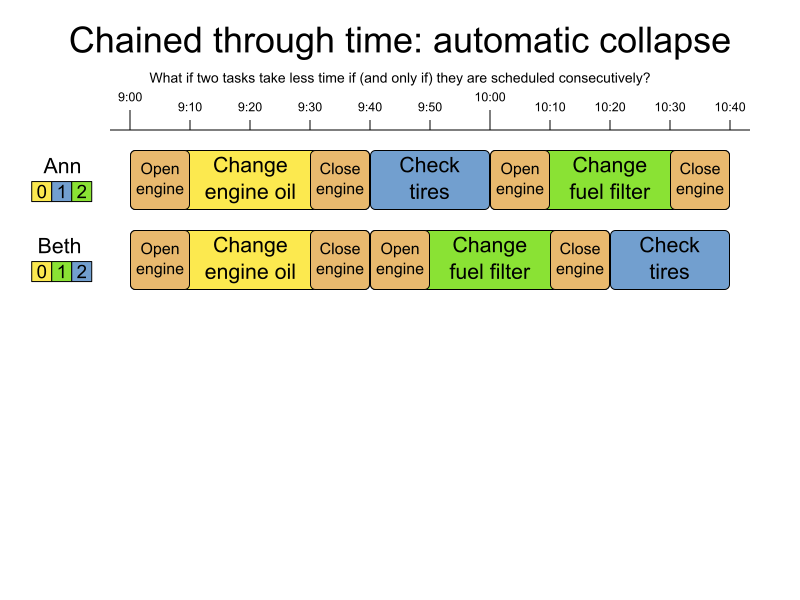 Chained through time: automatic collapse
What if two tasks take less time if (and only if) they are scheduled consecutively?
9:00 9:10 9:20 9:30 9:40 9:50 10:00 10:10 10:20 10:30 10:40
Ann
0 1 2
Open
engine
Change
engine oil
Close
engine
Check
tires
Open
engine
Change
fuel filter
Close
engine
Beth
0 1 2
Open
engine
Change
engine oil
Close
engine
Open
engine
Change
fuel filter
Close
engine
Check
tires